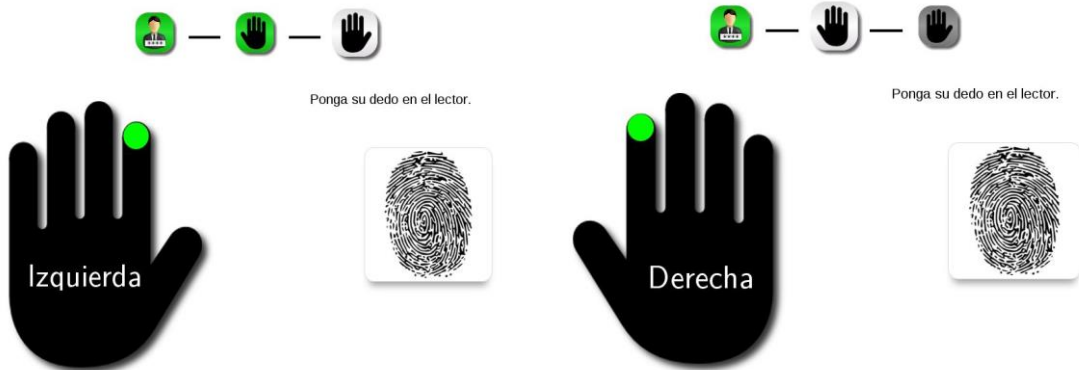 Ponga su dedo en el lector.
Izquierda
Ponga su dedo en el lector.
Derecha